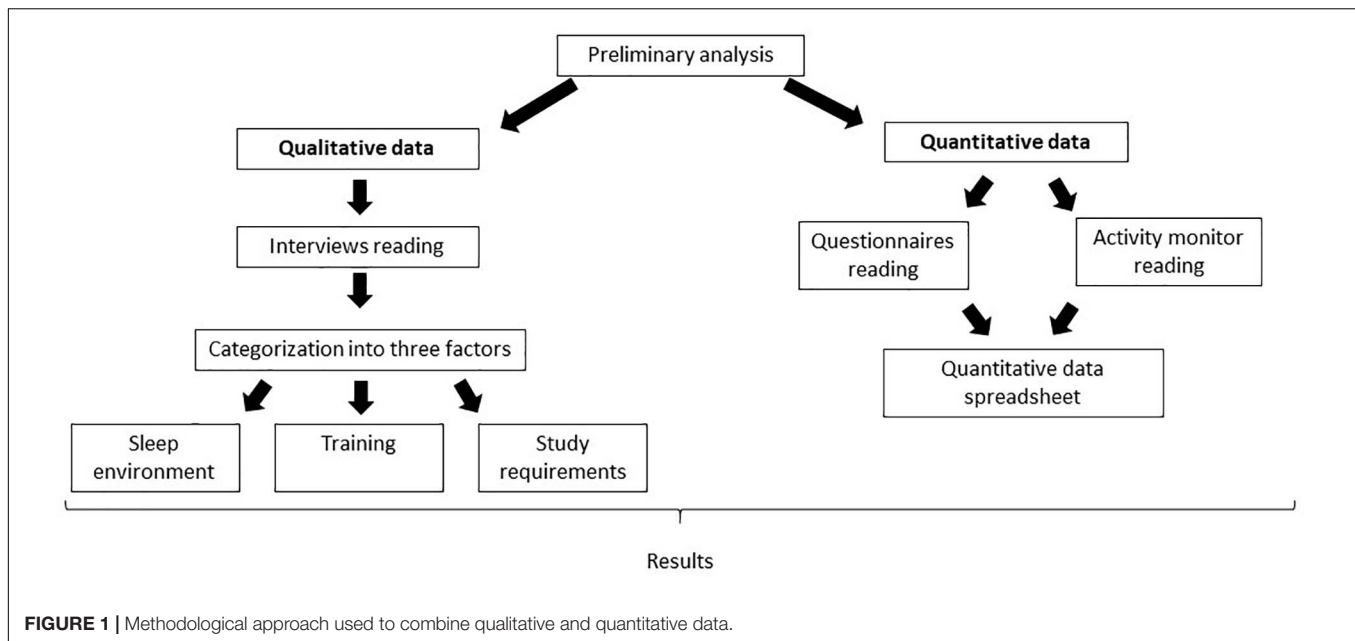 Preliminary analysis
Qualitative data
Quantitative data
Interviews reading
Questionnaires
reading
Activity monitor
reading
Categorization into three factors
Quantitative data
spreadsheet
Sleep
environment
Training
Study
requirements
Results
FIGURE 1 | Methodological approach used to combine qualitative and quantitative data.